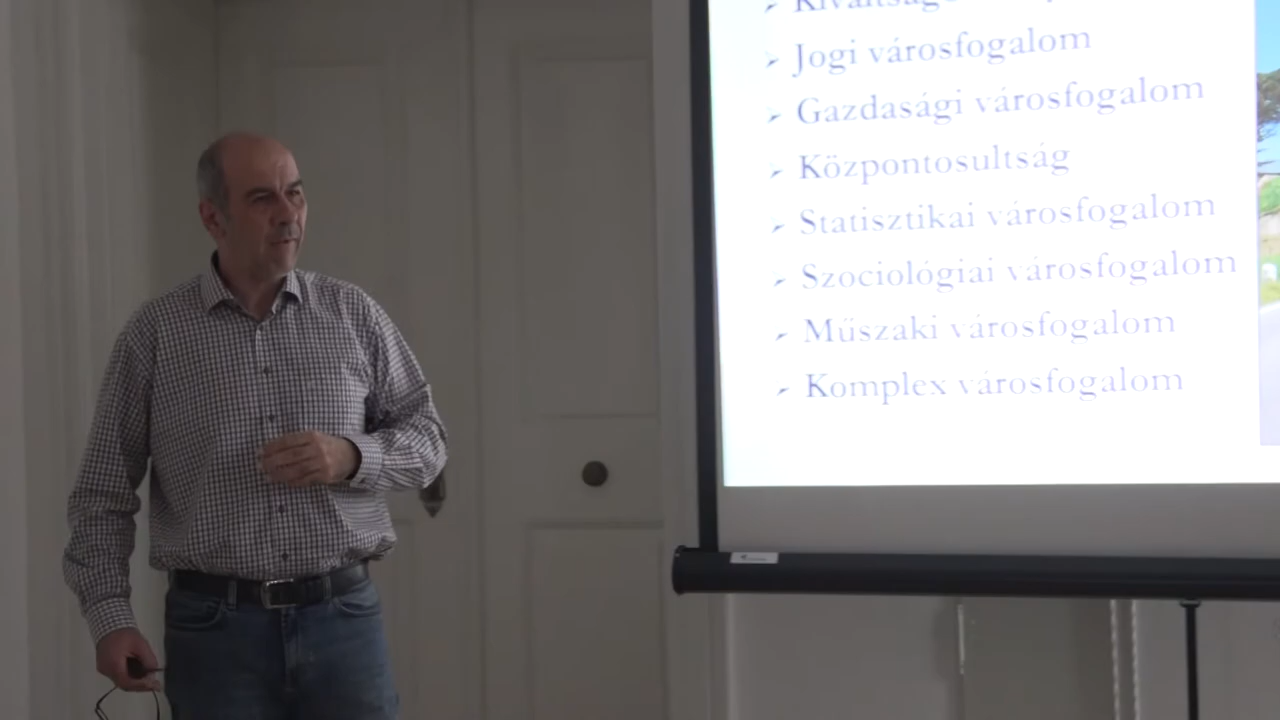 Jogi városfogalom
Gazdasági városfogalom
Központosultság
Statisztikai városfogalom
Szociológiai városfogalom
Műszaki városfogalom
Komplex városfogalom